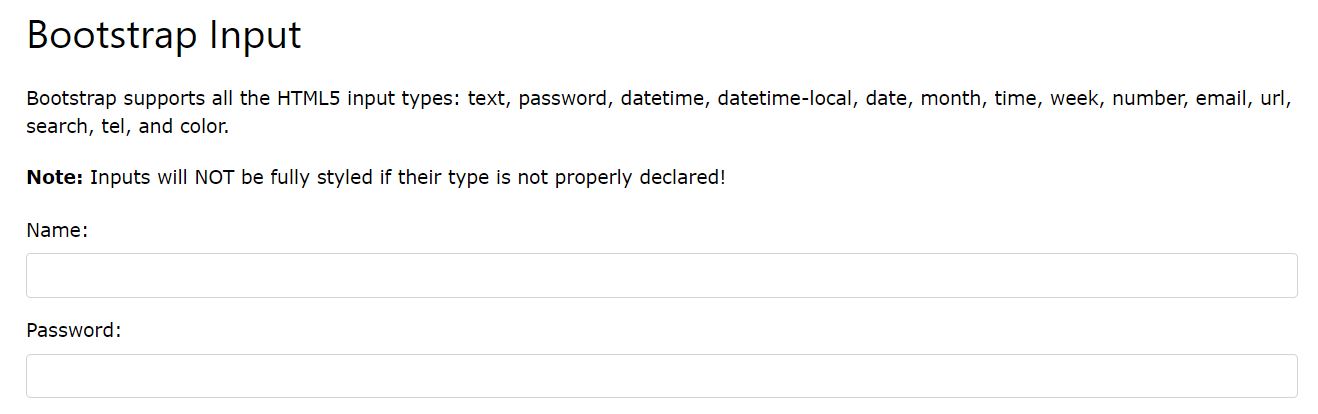 Bootstrap Input
Bootstrap supports all the HTML5 input types: text, password, datetime, datetime-local, date, month, time, week, number, email, url,
search, tel, and color.
Note: Inputs will NOT be fully styled if their type is not properly declared!
Name:
Password: